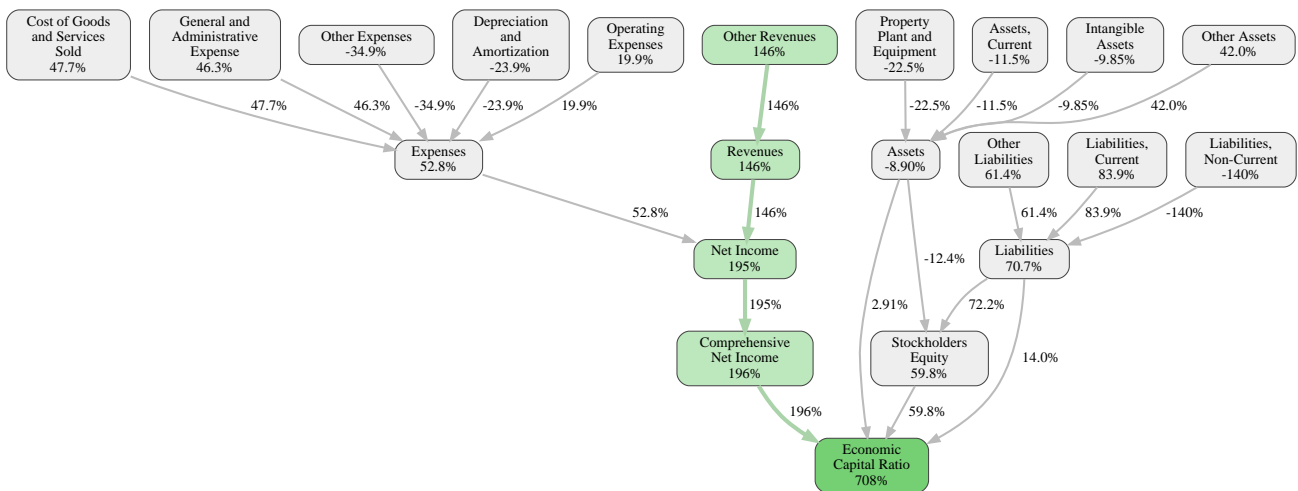 Cost of Goods
and Services
Sold
47.7%
General and
Administrative
Expense
46.3%
Other Expenses
-34.9%
Depreciation
and
Amortization
-23.9%
Operating
Expenses
19.9%
Other Revenues
146%
Property
Plant and
Equipment
-22.5%
Assets,
Current
-11.5%
Intangible
Assets
-9.85%
Other Assets
42.0%
47.7%
46.3%
-34.9%
-23.9%
19.9%
146%
-22.5%
-11.5%
-9.85%
42.0%
Expenses
52.8%
Revenues
146%
Assets
-8.90%
Other
Liabilities
61.4%
Liabilities,
Current
83.9%
Liabilities,
Non-Current
-140%
52.8%
146%
61.4%
83.9%
-140%
Net Income
195%
-12.4%
Liabilities
70.7%
195%
2.91%
72.2%
Comprehensive
Net Income
196%
Stockholders
Equity
59.8%
14.0%
196%
59.8%
Economic
Capital Ratio
708%